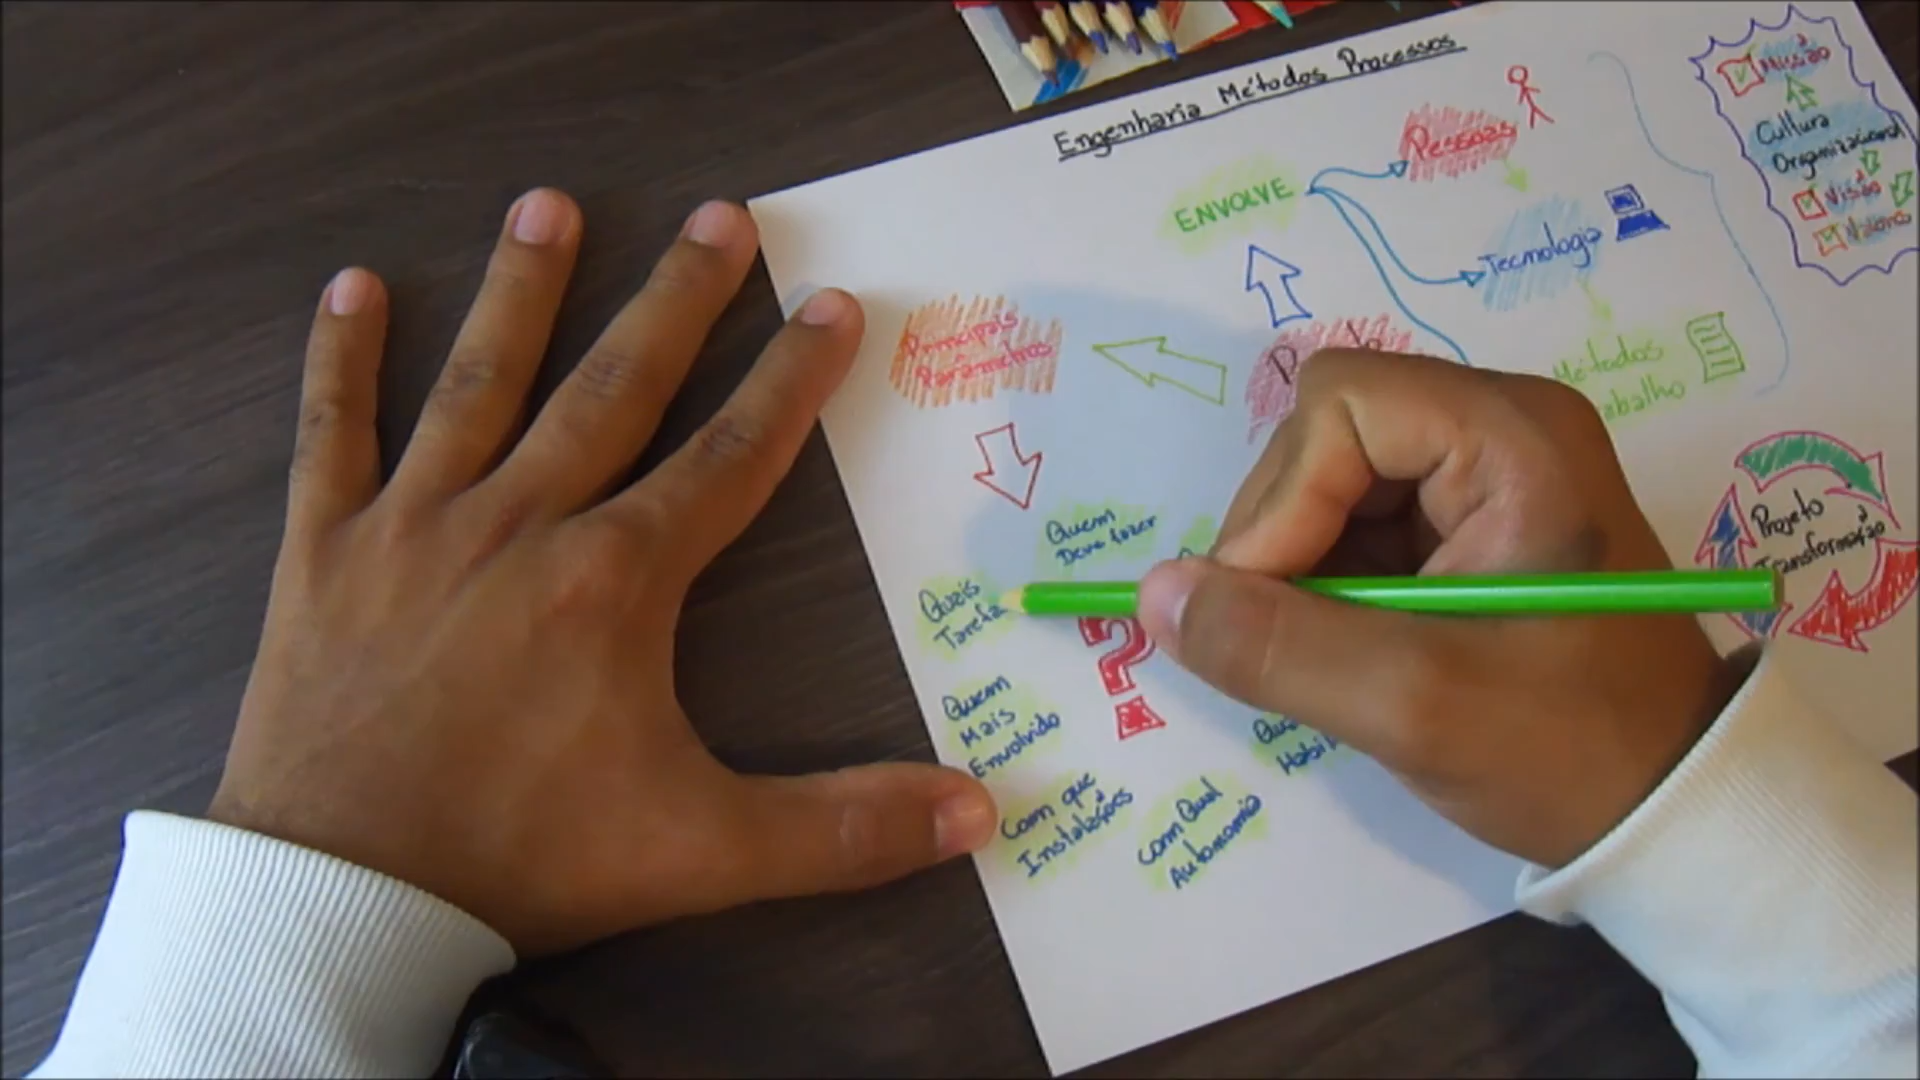 Engenharia Métodos Processos
Missão
Cultura
Organizacional
Visão
Valores
ENVOLVE
Pessoas
Tecnologia
Métodos
abalho
Principais
Parâmetros
Projeto
Transformação
Quem
Deve fazer
Quais
Tarefa
Quem
Mais
Envolvido
Com que
Instalações
Com Qual
Autonomia